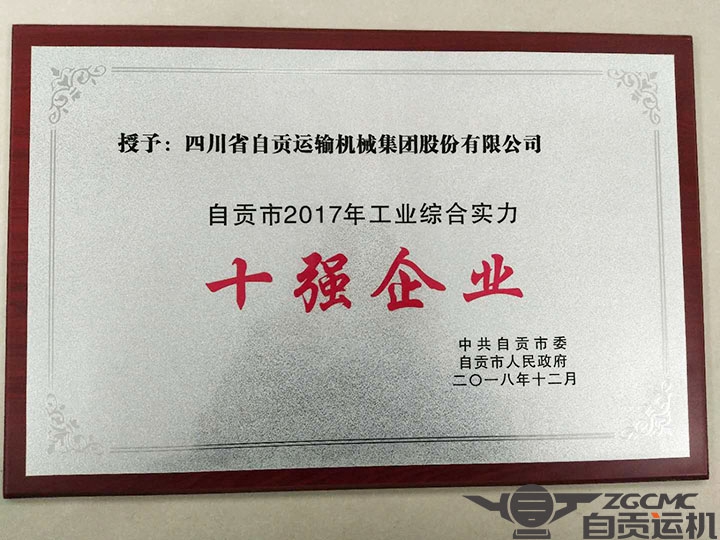 授予：四川省自贡运输机械集团股份有限公司
自贡市2017年工业综合实力
十强企业
中共自贡市委
自贡市人民政府
二〇一八年十二月
ZGCMC
自贡运机